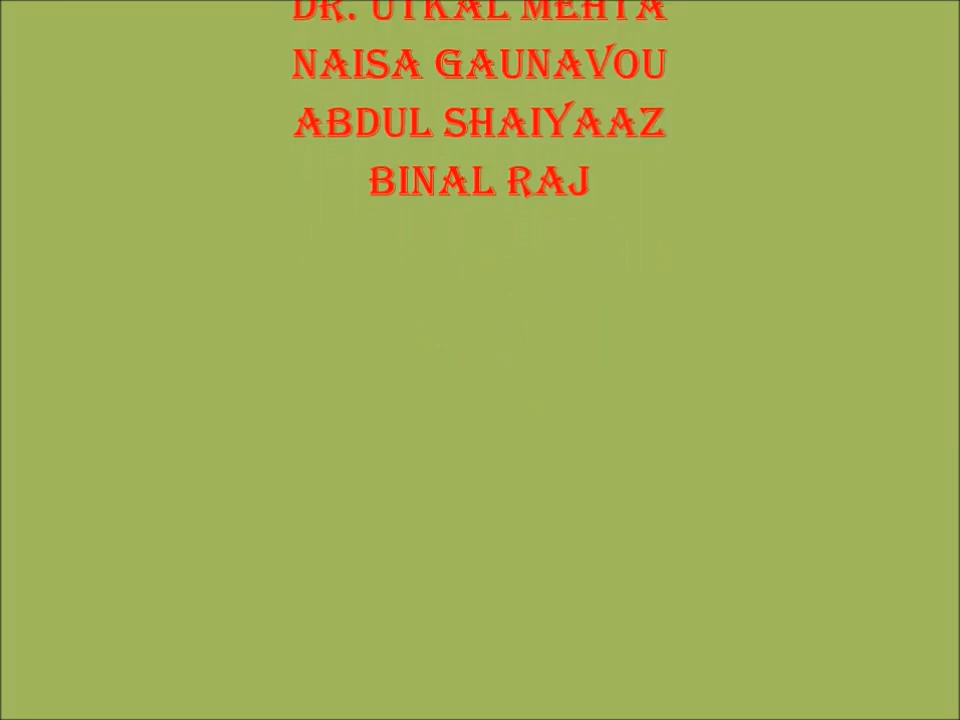 DR. UTKAL MEHTA
NAISA GAUNAVOU
ABDUL SHAIYAAZ
BINAL RAJ